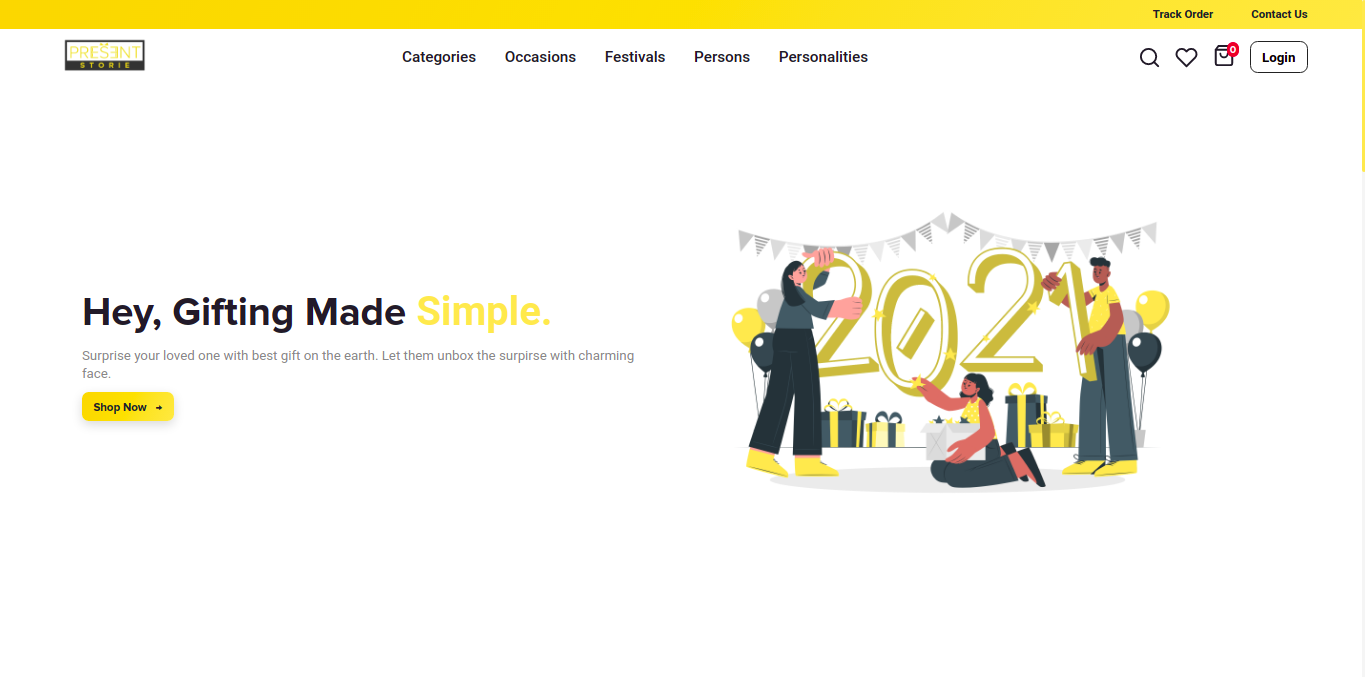 Track Order Contact Us
PRESENT
STORIE
Categories Occasions Festivals Persons Personalities
0
Login
Hey, Gifting Made Simple.
Surprise your loved one with best gift on the earth. Let them unbox the surpirse with charming
face.
Shop Now
2021